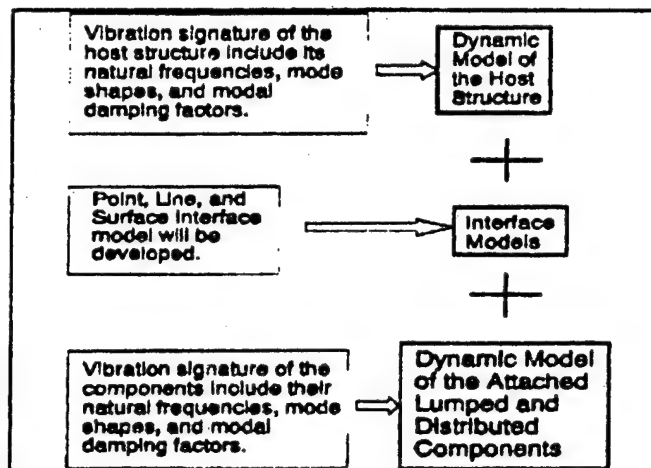 Vibration signature of the
host structure include its
natural frequencies, mode
shapes, and modal
damping factors.
Dynamic
Model of
the Host
Structure
Point, Line, and
Surface Interface
model will be
developed.
Interface
Models
Vibration signature of the
components include their
natural frequencies, mode
shapes, and modal
damping factors.
Dynamic Model
of the Attached
Lumped and
Distributed
Components